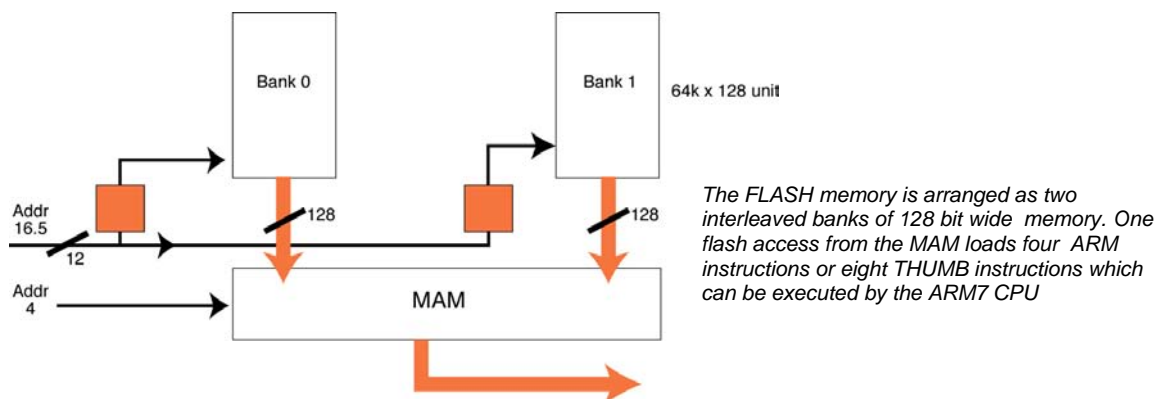 Bank 0
Bank 1
64k x 128 unit
Addr
16.5
12
128
128
Addr
4
MAM
The FLASH memory is arranged as two
interleaved banks of 128 bit wide memory. One
flash access from the MAM loads four ARM
instructions or eight THUMB instructions which
can be executed by the ARM7 CPU